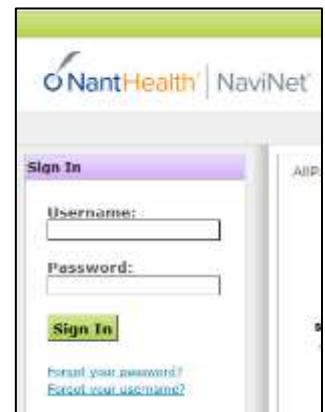 NantHealth | NaviNet
Sign In
Username:
Password:
Sign In
Forgot your password?
Forgot your username?